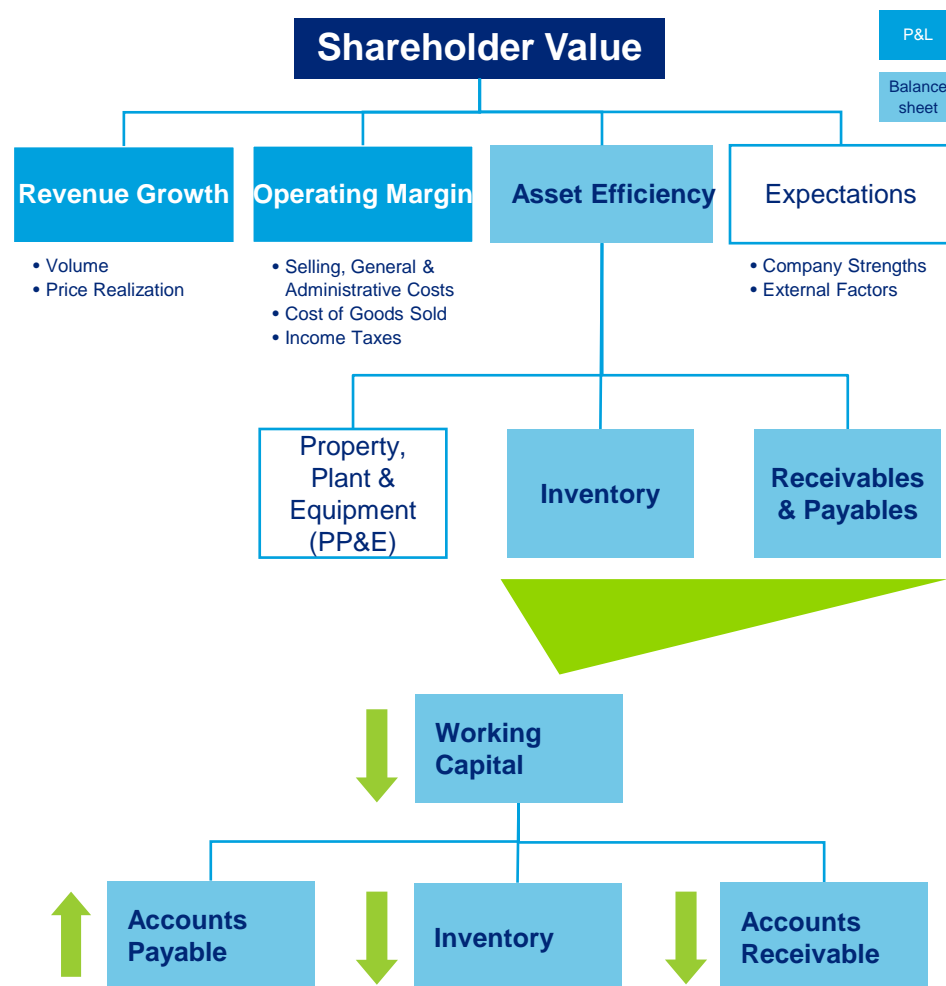 Shareholder Value
P&L
Balance
sheet
Revenue Growth
Operating Margin
Asset Efficiency
Expectations
• Volume
• Price Realization
• Selling, General &
Administrative Costs
• Cost of Goods Sold
• Income Taxes
• Company Strengths
• External Factors
Property,
Plant &
Equipment
(PP&E)
Inventory
Receivables
& Payables
Working
Capital
Accounts
Payable
Inventory
Accounts
Receivable